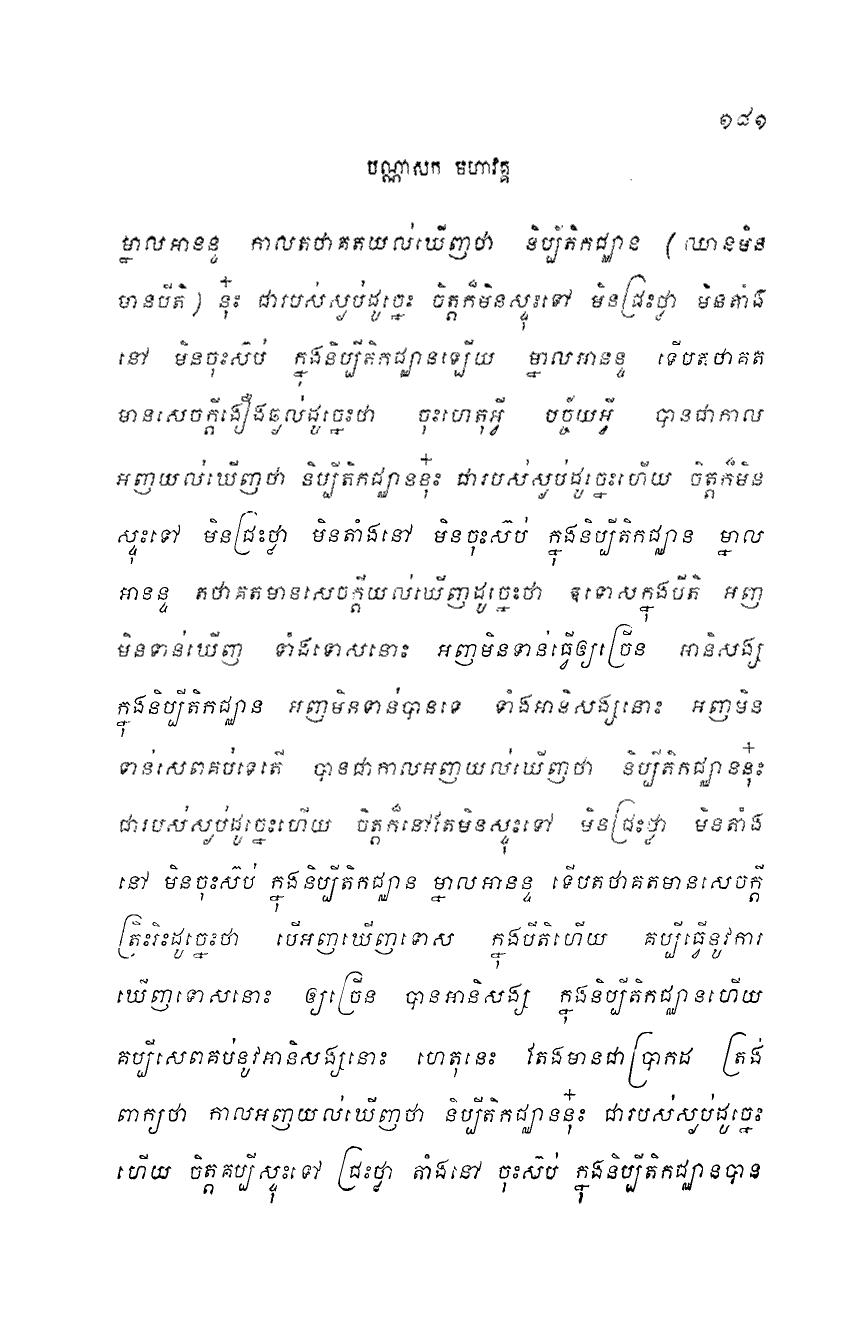 ១៨១
បណ្ណាសក មហាវគ្គ
ម្នាលអានន្ទ កាលតថាគតយល់ឃើញថា និប្បីតិកជ្ឈាន (ឈានមិន
មានបីតិ) នុ៎ះ ជារបស់ស្ងប់ដូច្នេះ ចិត្តក៏មិនស្ទុះទៅ មិនជ្រះថ្លា មិនតាំង
នៅ មិនចុះស៊ប់ ក្នុងនិប្បីតិកជ្ឈានឡើយ ម្នាលអានន្ទ ទើបតថាគត
មានសេចក្តីងឿងឆ្ងល់ដូច្នេះថា ចុះហេតុអ្វី បច្ច័យអ្វី បានជាកាល
អញយល់ឃើញថា និប្បីតិកជ្ឈាននុ៎ះ ជារបស់ស្ងប់ដូច្នេះហើយ ចិត្តក៏មិន
ស្ទុះទៅ មិនជ្រះថ្លា មិនតាំងនៅ មិនចុះស៊ប់ ក្នុងនិប្បីតិកជ្ឈាន ម្នាល
អានន្ទ តថាគតមានសេចក្តីយល់ឃើញដូច្នេះថា ឧទោសក្នុងបីតិ អញ
មិនទាន់ឃើញ ទាំងទោសនោះ អញមិនទាន់ធ្វើឲ្យច្រើន អានិសង្ស
ក្នុងនិប្បីតិកជ្ឈាន អញមិនទាន់បានទេ ទាំងអានិសង្សនោះ អញមិន
ទាន់សេពគប់ទេតើ បានជាកាលអញយល់ឃើញថា និប្បីតិកជ្ឈាននុ៎ះ
ជារបស់ស្ងប់ដូច្នេះហើយ ចិត្តក៏នៅតែមិនស្ទុះទៅ មិនជ្រះថ្លា មិនតាំង
នៅ មិនចុះស៊ប់ ក្នុងនិប្បីតិកជ្ឈាន ម្នាលអានន្ទ ទើបតថាគតមានសេចក្តី
ត្រិះរិះដូច្នេះថា បើអញឃើញទោស ក្នុងបីតិហើយ គប្បីធ្វើនូវការ
ឃើញទោសនោះ ឲ្យច្រើន បានអានិសង្ស ក្នុងនិប្បីតិកជ្ឈានហើយ
គប្បីសេពគប់នូវអានិសង្សនោះ ហេតុនេះ តែងមានជាប្រាកដ ត្រង់
ពាក្យថា កាលអញយល់ឃើញថា និប្បីតិកជ្ឈាននុ៎ះ ជារបស់ស្ងប់ដូច្នេះ
ហើយ ចិត្តគប្បីស្ទុះទៅ ជ្រះថ្លា តាំងនៅ ចុះស៊ប់ ក្នុងនិប្បីតិកជ្ឈានបាន